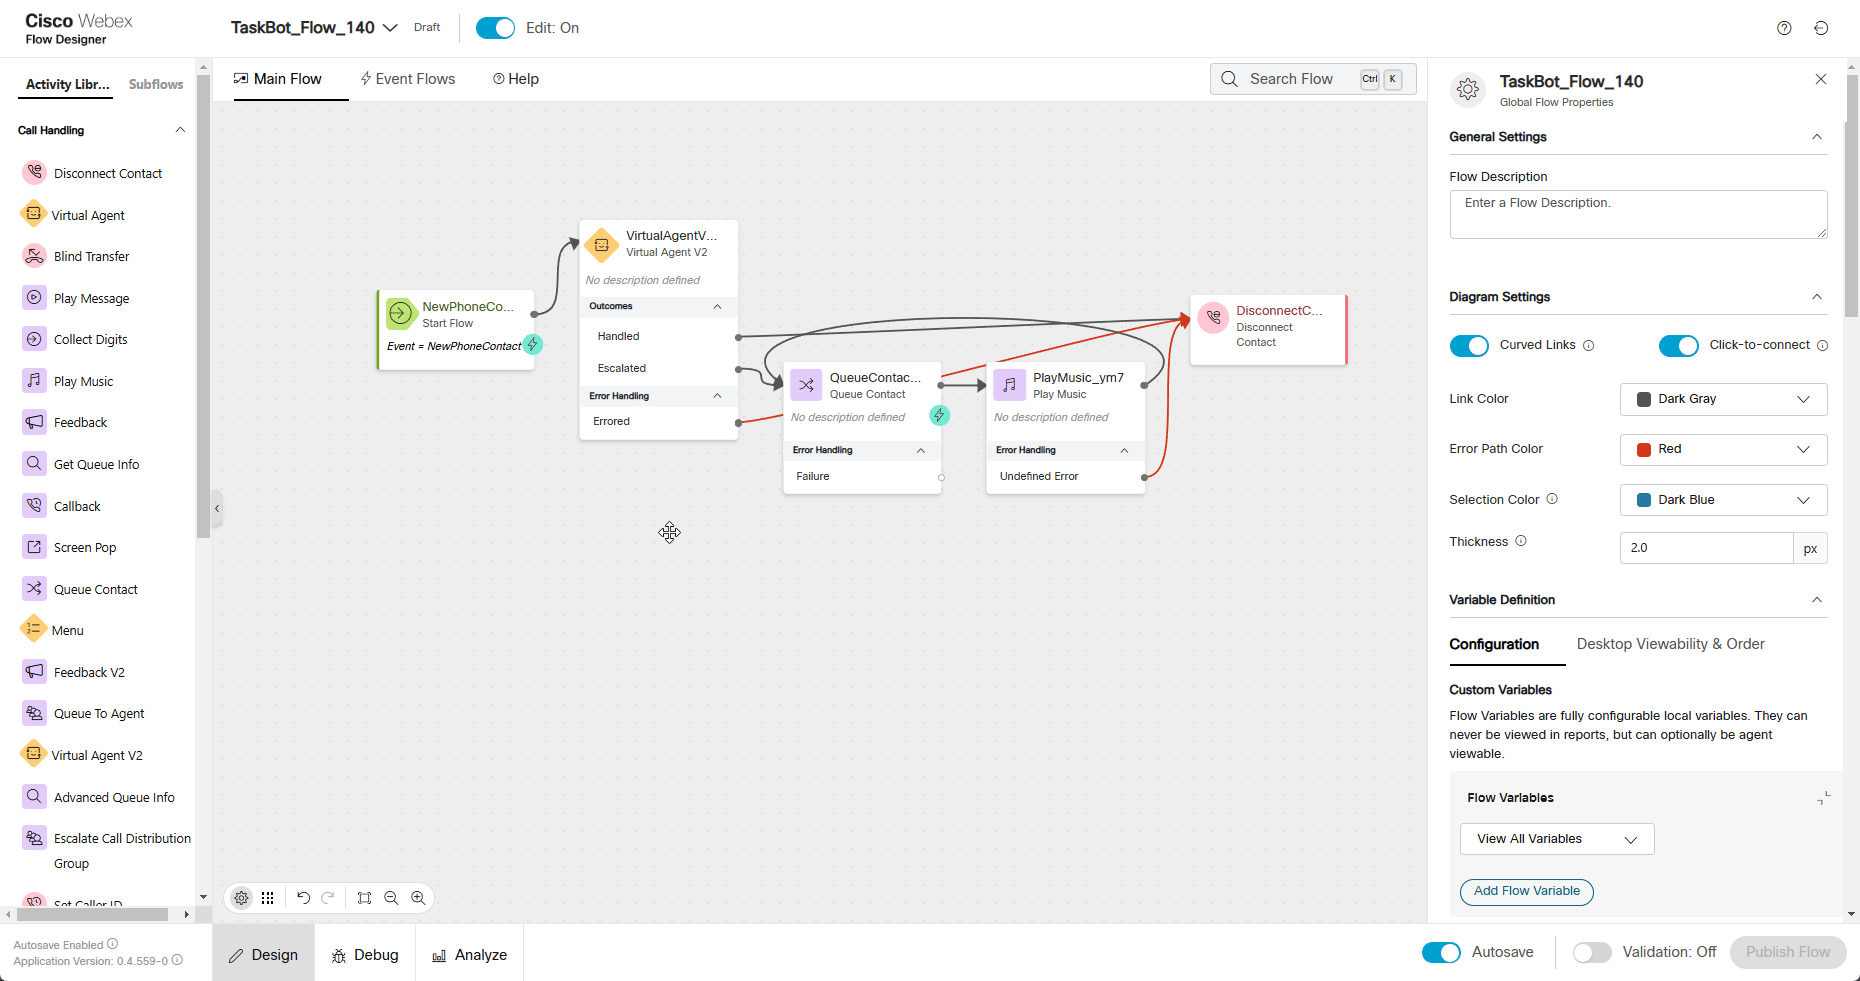 Cisco Webex
Flow Designer
TaskBot_Flow_140
Draft
Edit: On
Activity Libr...
Subflows
Call Handling
Disconnect Contact
Virtual Agent
Blind Transfer
Play Message
Collect Digits
Play Music
Feedback
Get Queue Info
Callback
Screen Pop
Queue Contact
Menu
Feedback V2
Queue To Agent
Virtual Agent V2
Advanced Queue Info
Escalate Call Distribution
Group
Set Caller ID
Autosave Enabled
Application Version: 0.4.559-0
Main Flow
Event Flows
Help
Search Flow
Ctrl
K
NewPhoneCo...
Start Flow
Event = NewPhoneContact
VirtualAgentV...
Virtual Agent V2
No description defined
Outcomes
Handled
Escalated
Error Handling
Errored
QueueContac...
Queue Contact
No description defined
Error Handling
Failure
PlayMusic_ym7
Play Music
No description defined
Error Handling
Undefined Error
DisconnectC...
Disconnect
Contact
Design
Debug
Analyze
TaskBot_Flow_140
Global Flow Properties
General Settings
Flow Description
Enter a Flow Description.
Diagram Settings
Curved Links
Click-to-connect
Link Color
Dark Gray
Error Path Color
Red
Selection Color
Dark Blue
Thickness
2.0
px
Variable Definition
Configuration
Desktop Viewability & Order
Custom Variables
Flow Variables are fully configurable local variables. They can
never be viewed in reports, but can optionally be agent
viewable.
Flow Variables
View All Variables
Add Flow Variable
Autosave
Validation: Off
Publish Flow